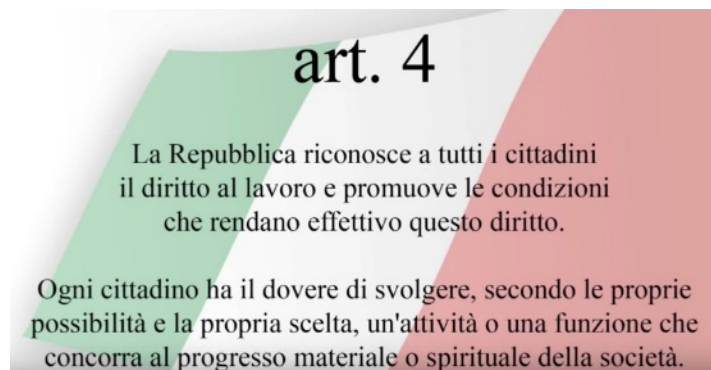 art. 4
La Repubblica riconosce a tutti i cittadini
il diritto al lavoro e promuove le condizioni
che rendano effettivo questo diritto.
Ogni cittadino ha il dovere di svolgere, secondo le proprie
possibilità e la propria scelta, un'attività o una funzione che
concorra al progresso materiale o spirituale della società.